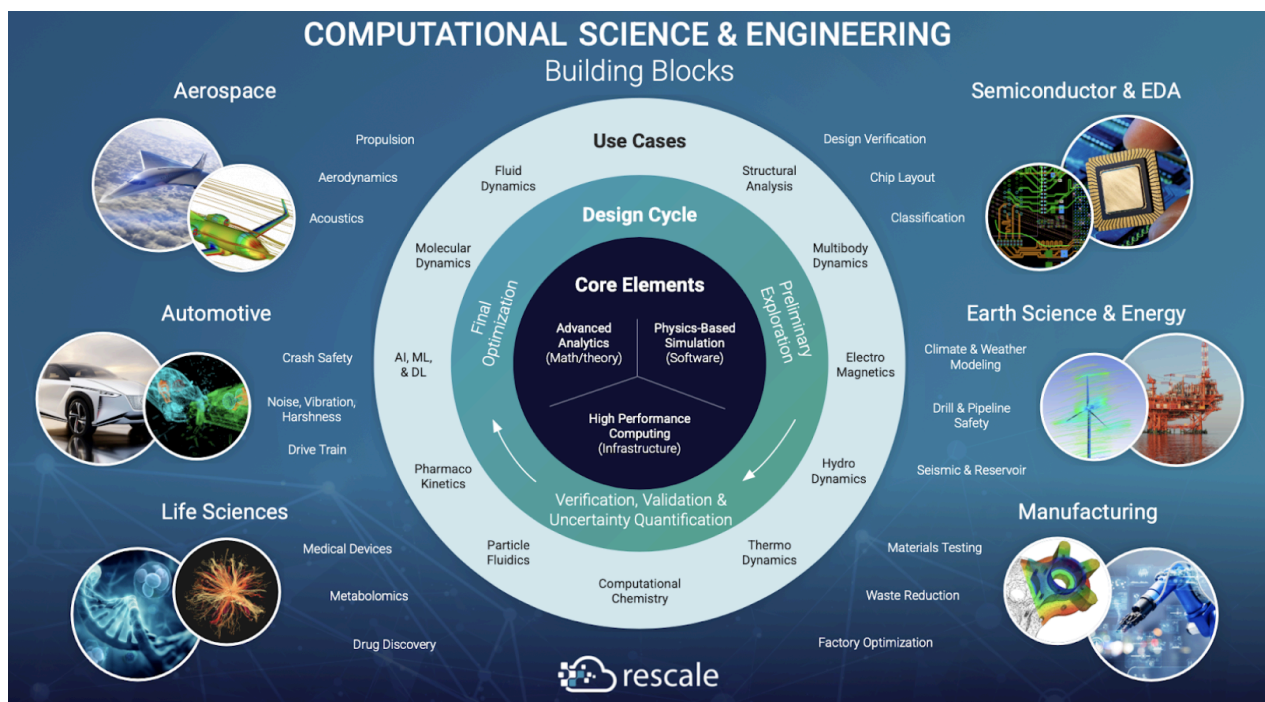 COMPUTATIONAL SCIENCE & ENGINEERING
Building Blocks
Aerospace
Propulsion
Aerodynamics
Acoustics
Automotive
Crash Safety
Noise, Vibration,
Harshness
Drive Train
Life Sciences
Medical Devices
Metabolomics
Drug Discovery
Use Cases
Fluid
Dynamics
Structural
Analysis
Molecular
Dynamics
Multibody
Dynamics
AI, ML,
& DL
Electro
Magnetics
Pharmaco
Kinetics
Hydro
Dynamics
Particle
Fluidics
Thermo
Dynamics
Computational
Chemistry
Design Cycle
Final
Optimization
Preliminary
Exploration
Verification, Validation &
Uncertainty Quantification
Core Elements
Advanced
Analytics
(Math/theory)
Physics-Based
Simulation
(Software)
High Performance
Computing
(Infrastructure)
Semiconductor & EDA
Design Verification
Chip Layout
Classification
Earth Science & Energy
Climate & Weather
Modeling
Drill & Pipeline
Safety
Seismic & Reservoir
Manufacturing
Materials Testing
Waste Reduction
Factory Optimization
rescale